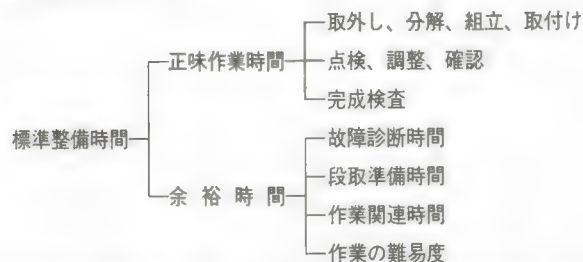 取外し、分解、組立、取付け
正味作業時間
点検、調整、確認
完成検査
標準整備時間
故障診断時間
段取準備時間
余裕時間
作業関連時間
作業の難易度